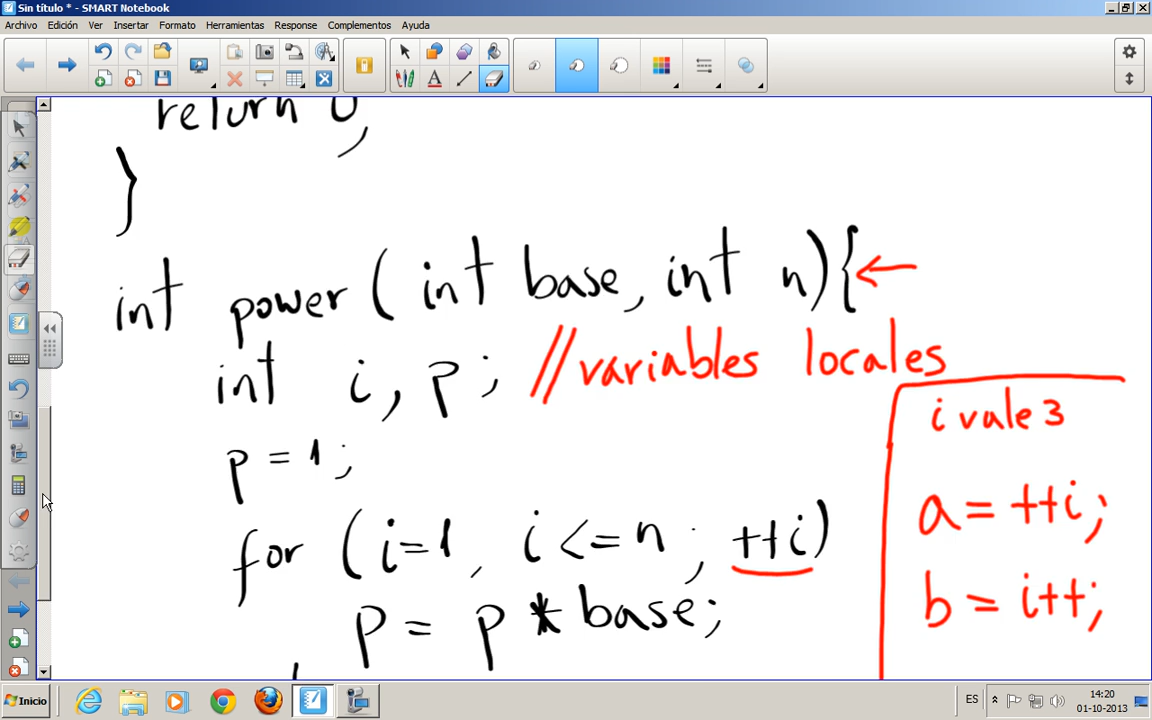 Sin título * - SMART Notebook
Archivo Edición Ver Insertar Formato Herramientas Response Complementos Ayuda
return 0;
}
int power ( int base, int n){ ←
int i, p; //variables locales
p = 1;
for (i=1, i <= n; ++i)
p = p * base;
i vale 3
a = ++i;
b = i++;
Inicio
ES
14:20
01-10-2013